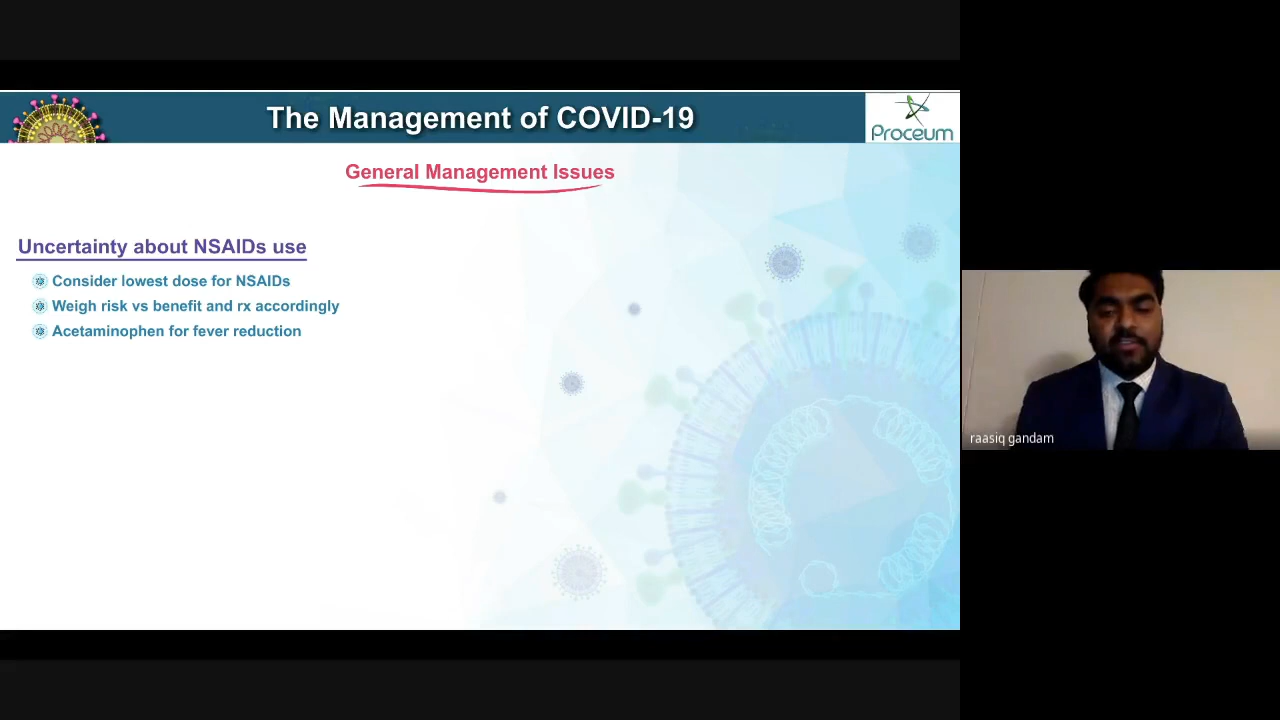 The Management of COVID-19
Proceum
General Management Issues
Uncertainty about NSAIDs use
Consider lowest dose for NSAIDs
Weigh risk vs benefit and rx accordingly
Acetaminophen for fever reduction
raasiq gandam